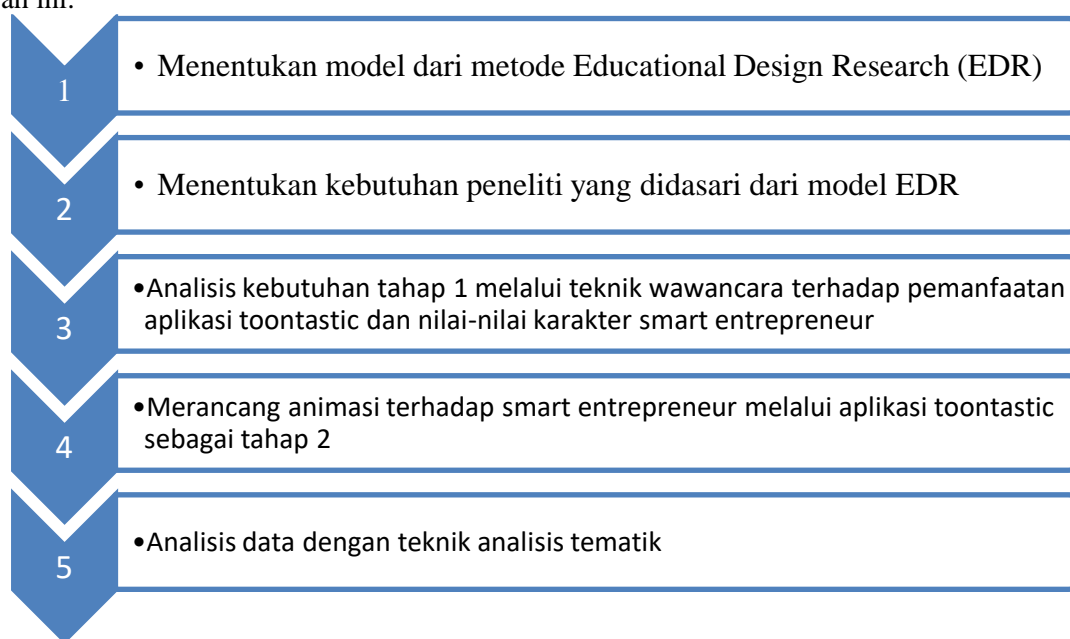 an ini:
1
• Menentukan model dari metode Educational Design Research (EDR)
2
• Menentukan kebutuhan peneliti yang didasari dari model EDR
3
•Analisis kebutuhan tahap 1 melalui teknik wawancara terhadap pemanfaatan
aplikasi toontastic dan nilai-nilai karakter smart entrepreneur
4
•Merancang animasi terhadap smart entrepreneur melalui aplikasi toontastic
sebagai tahap 2
5
•Analisis data dengan teknik analisis tematik